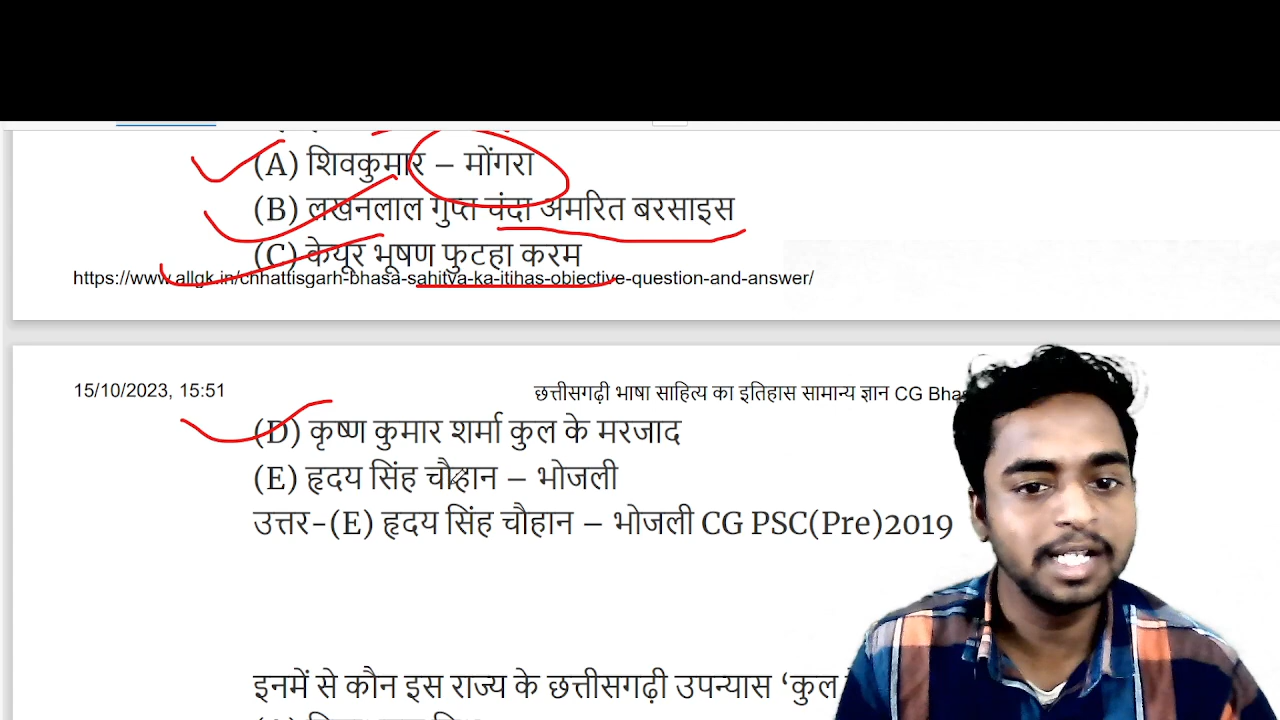 (A) शिवकुमार – मोंगरा
(B) लखनलाल गुप्त चंदा अमरित बरसाइस
(C) केयूर भूषण फुटहा करम
https://www.allgk.in/chhattisgarh-bhasa-sahitya-ka-itihas-objective-question-and-answer/
15/10/2023, 15:51
छत्तीसगढ़ी भाषा साहित्य का इतिहास सामान्य ज्ञान CG Bha
(D) कृष्ण कुमार शर्मा कुल के मरजाद
(E) हृदय सिंह चौहान – भोजली
उत्तर-(E) हृदय सिंह चौहान – भोजली CG PSC(Pre)2019
इनमें से कौन इस राज्य के छत्तीसगढ़ी उपन्यास ‘कुल